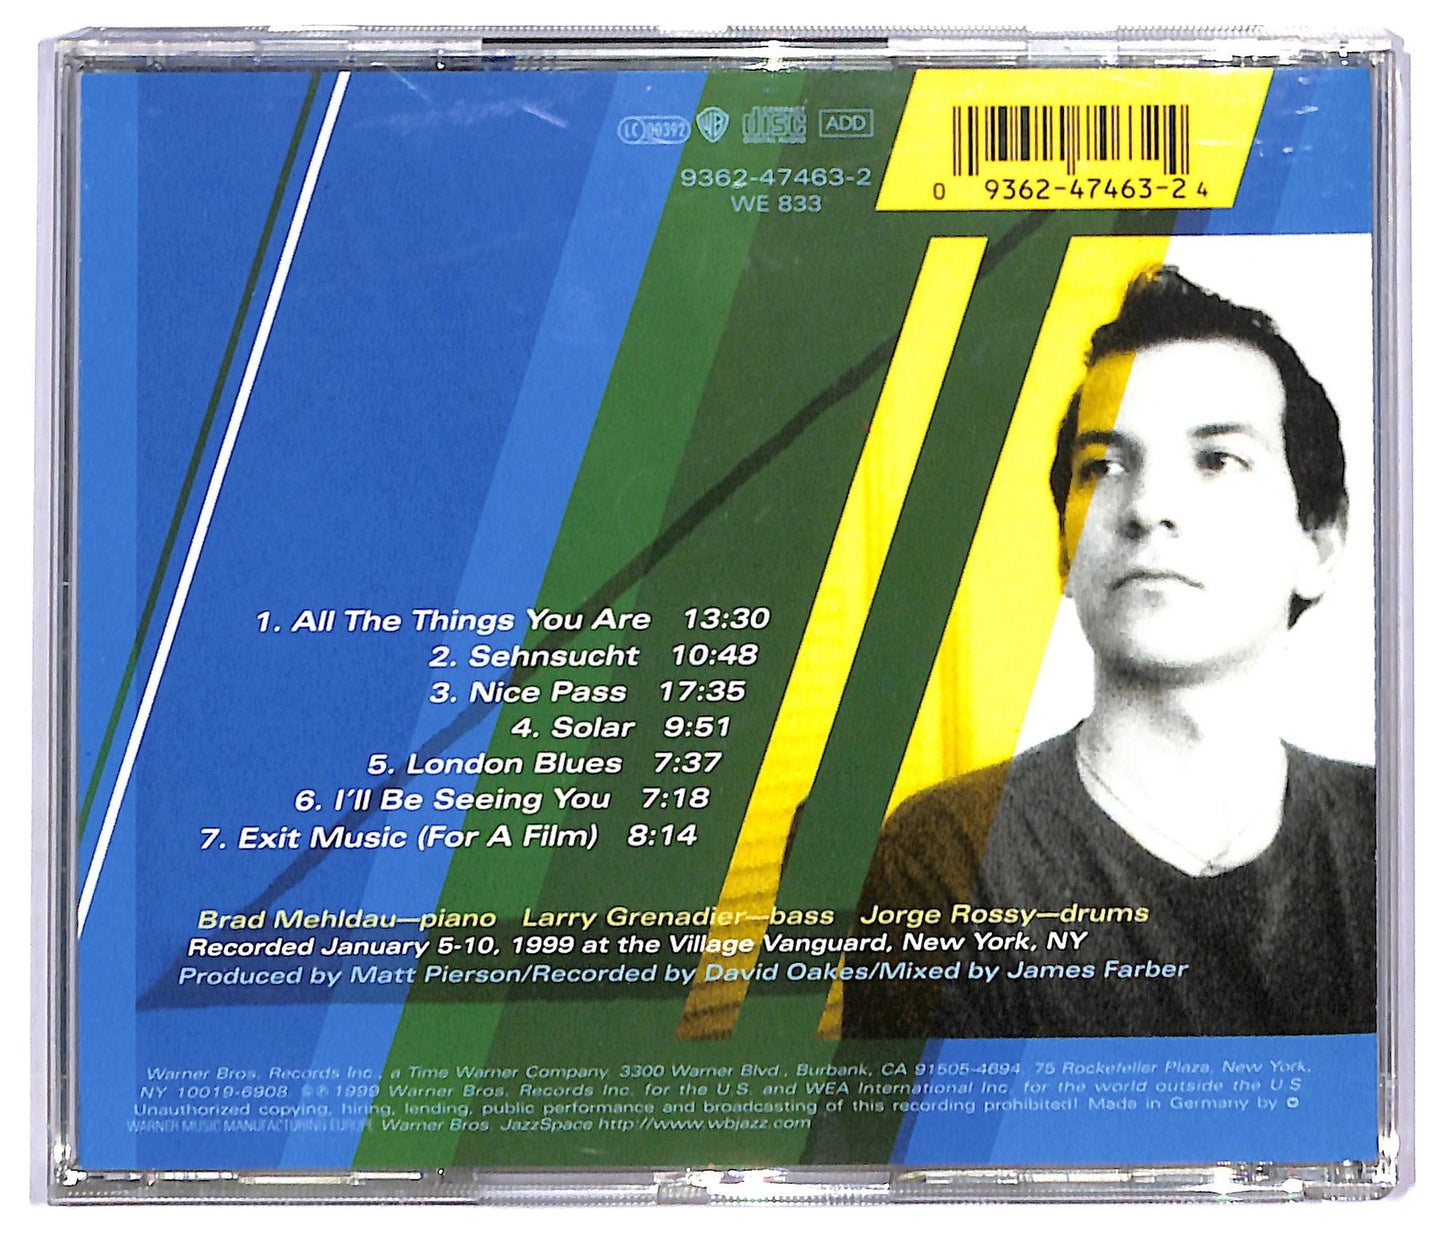 LC 00392 WB COMPACT disc DIGITAL AUDIO ADD
9362-47463-2
WE 833
0 9362-47463-2 4
1. All The Things You Are 13:30
2. Sehnsucht 10:48
3. Nice Pass 17:35
4. Solar 9:51
5. London Blues 7:37
6. I'll Be Seeing You 7:18
7. Exit Music (For A Film) 8:14
Brad Mehldau—piano Larry Grenadier—bass Jorge Rossy—drums
Recorded January 5-10, 1999 at the Village Vanguard, New York, NY
Produced by Matt Pierson/Recorded by David Oakes/Mixed by James Farber
Warner Bros. Records Inc., a Time Warner Company. 3300 Warner Blvd., Burbank, CA 91505-4694. 75 Rockefeller Plaza, New York,
NY 10019-6908 ©℗ 1999 Warner Bros. Records Inc. for the U.S. and WEA International Inc. for the world outside the U.S.
Unauthorized copying, hiring, lending, public performance and broadcasting of this recording prohibited! Made in Germany by
WARNER MUSIC MANUFACTURING EUROPE. Warner Bros. JazzSpace http://www.wbjazz.com